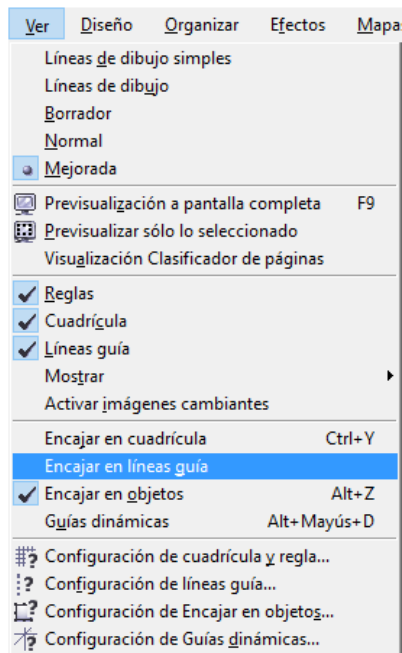 Ver Diseño Organizar Efectos Mapa
Líneas de dibujo simples
Líneas de dibujo
Borrador
Normal
Mejorada
Previsualización a pantalla completa F9
Previsualizar sólo lo seleccionado
Visualización Clasificador de páginas
Reglas
Cuadrícula
Líneas guía
Mostrar
Activar imágenes cambiantes
Encajar en cuadrícula Ctrl+Y
Encajar en líneas guía
Encajar en objetos Alt+Z
Guías dinámicas Alt+Mayús+D
Configuración de cuadrícula y regla...
Configuración de líneas guía...
Configuración de Encajar en objetos...
Configuración de Guías dinámicas...